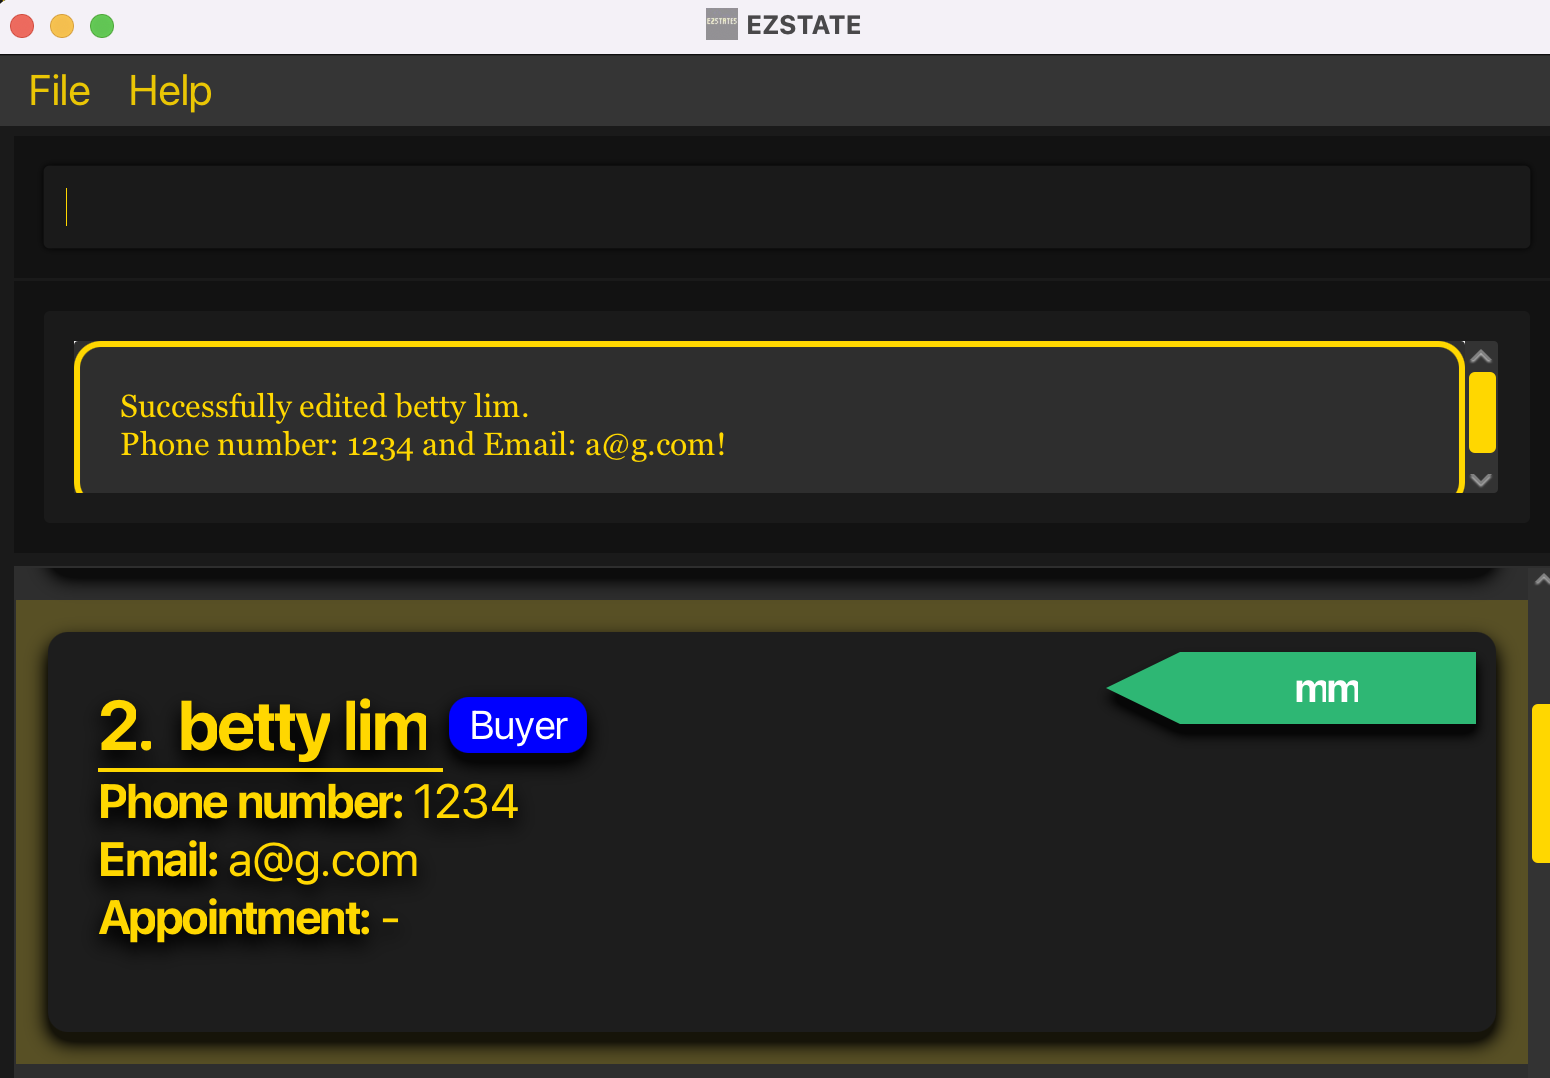 EZSTATES
EZSTATE
File Help
Successfully edited betty lim.
Phone number: 1234 and Email: a@g.com!
2. betty lim Buyer
mm
Phone number: 1234
Email: a@g.com
Appointment: -